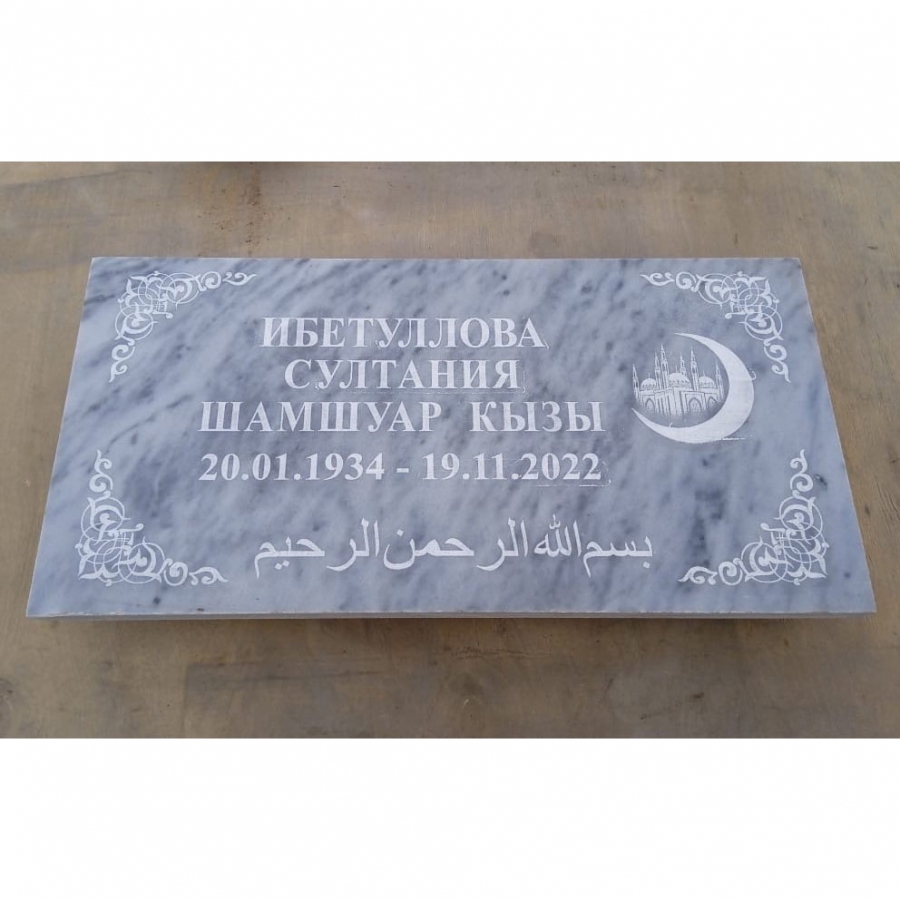 ИБЕТУЛЛОВА
СУЛТАНИЯ
ШАМШУАР КЫЗЫ
20.01.1934 - 19.11.2022
بسم الله الرحمن الرحيم